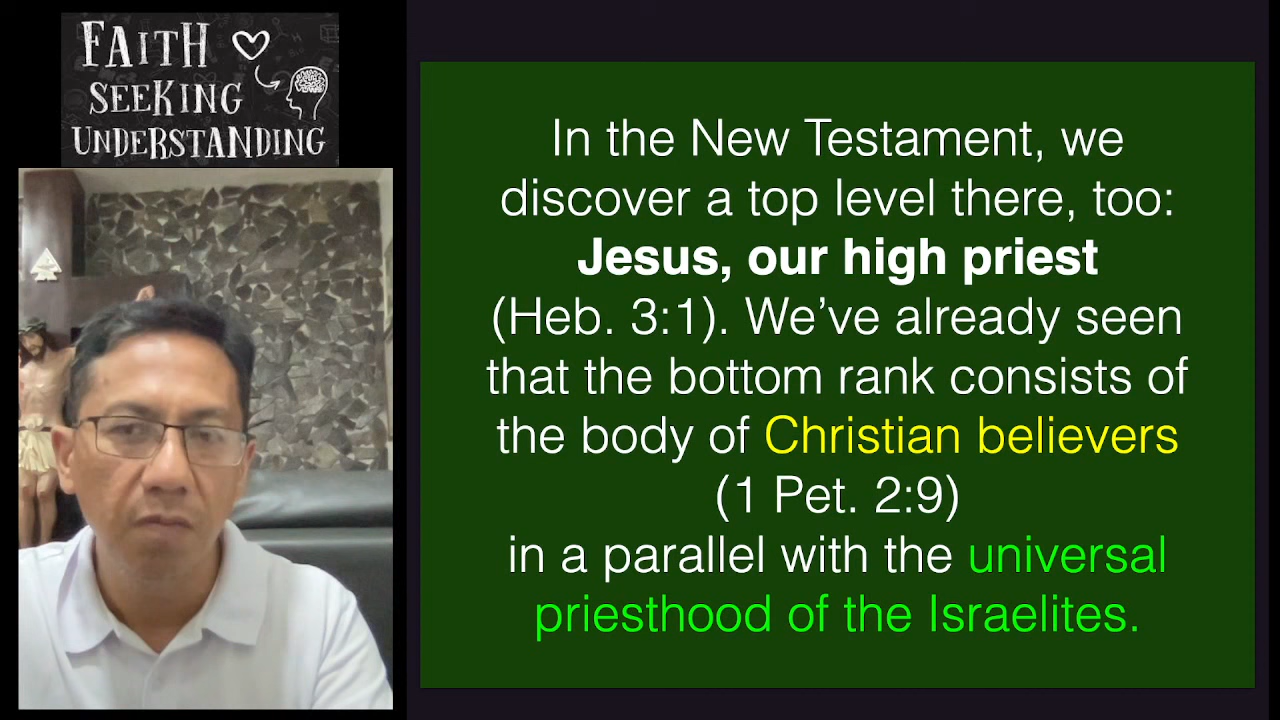 FAITH
SEEKING
UNDERSTANDING
In the New Testament, we
discover a top level there, too:
Jesus, our high priest
(Heb. 3:1). We’ve already seen
that the bottom rank consists of
the body of Christian believers
(1 Pet. 2:9)
in a parallel with the universal
priesthood of the Israelites.